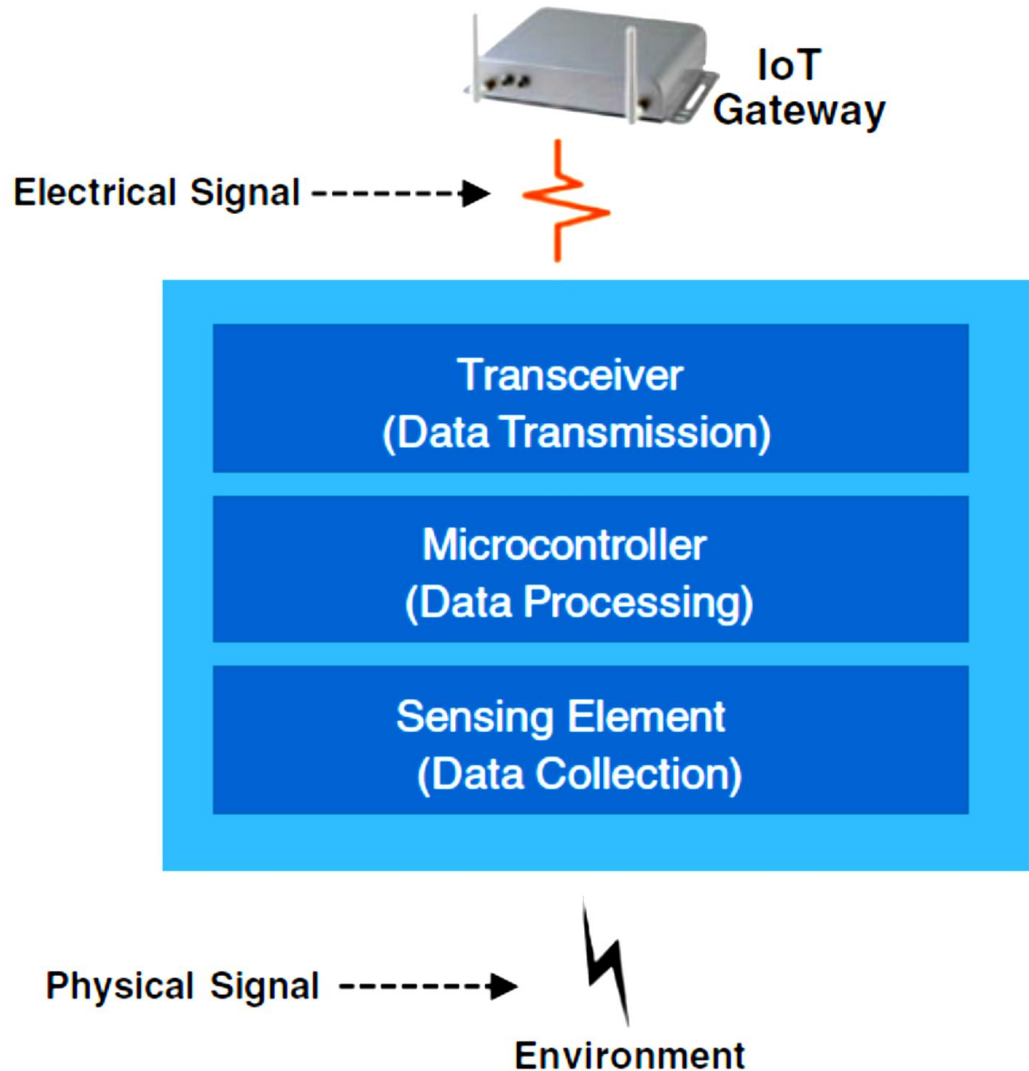 IoT
Gateway
Electrical Signal
Transceiver
(Data Transmission)
Microcontroller
(Data Processing)
Sensing Element
(Data Collection)
Physical Signal
Environment